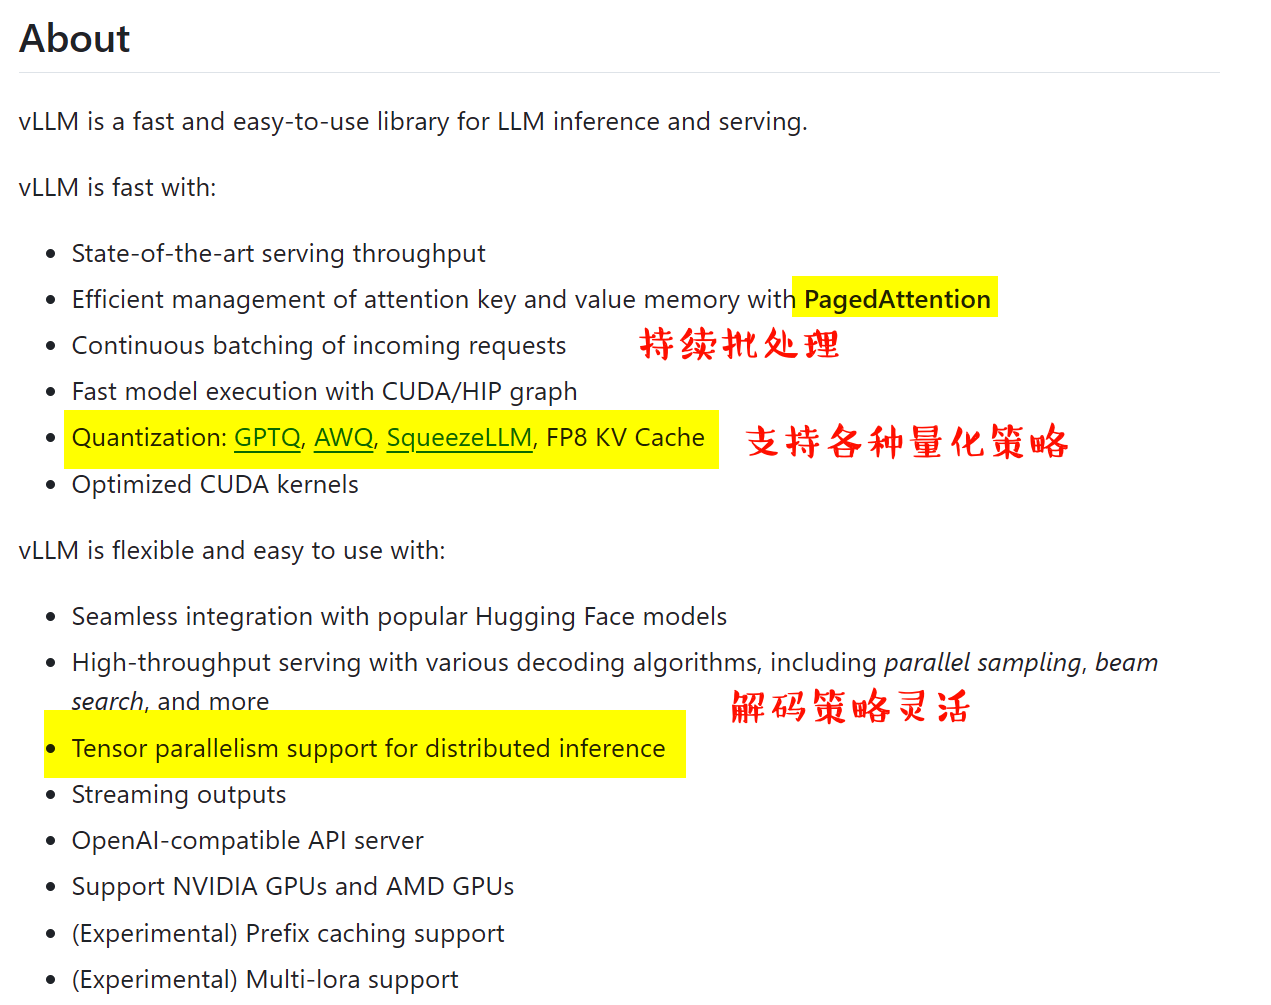 About
vLLM is a fast and easy-to-use library for LLM inference and serving.
vLLM is fast with:
State-of-the-art serving throughput
Efficient management of attention key and value memory with PagedAttention
Continuous batching of incoming requests 持续批处理
Fast model execution with CUDA/HIP graph
Quantization: GPTQ, AWQ, SqueezeLLM, FP8 KV Cache 支持各种量化策略
Optimized CUDA kernels
vLLM is flexible and easy to use with:
Seamless integration with popular Hugging Face models
High-throughput serving with various decoding algorithms, including parallel sampling, beam
search, and more 解码策略灵活
Tensor parallelism support for distributed inference
Streaming outputs
OpenAI-compatible API server
Support NVIDIA GPUs and AMD GPUs
(Experimental) Prefix caching support
(Experimental) Multi-lora support